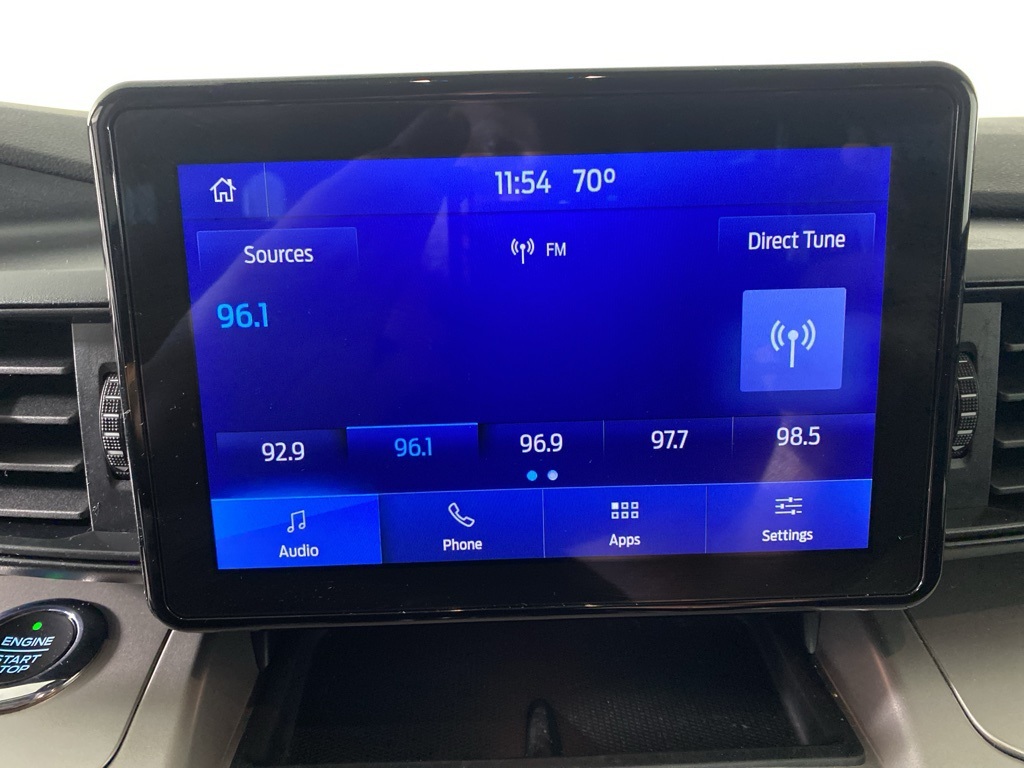 11:54 70°
Sources
FM
Direct Tune
96.1
92.9 96.1 96.9 97.7 98.5
Audio Phone Apps Settings
ENGINE
START
STOP